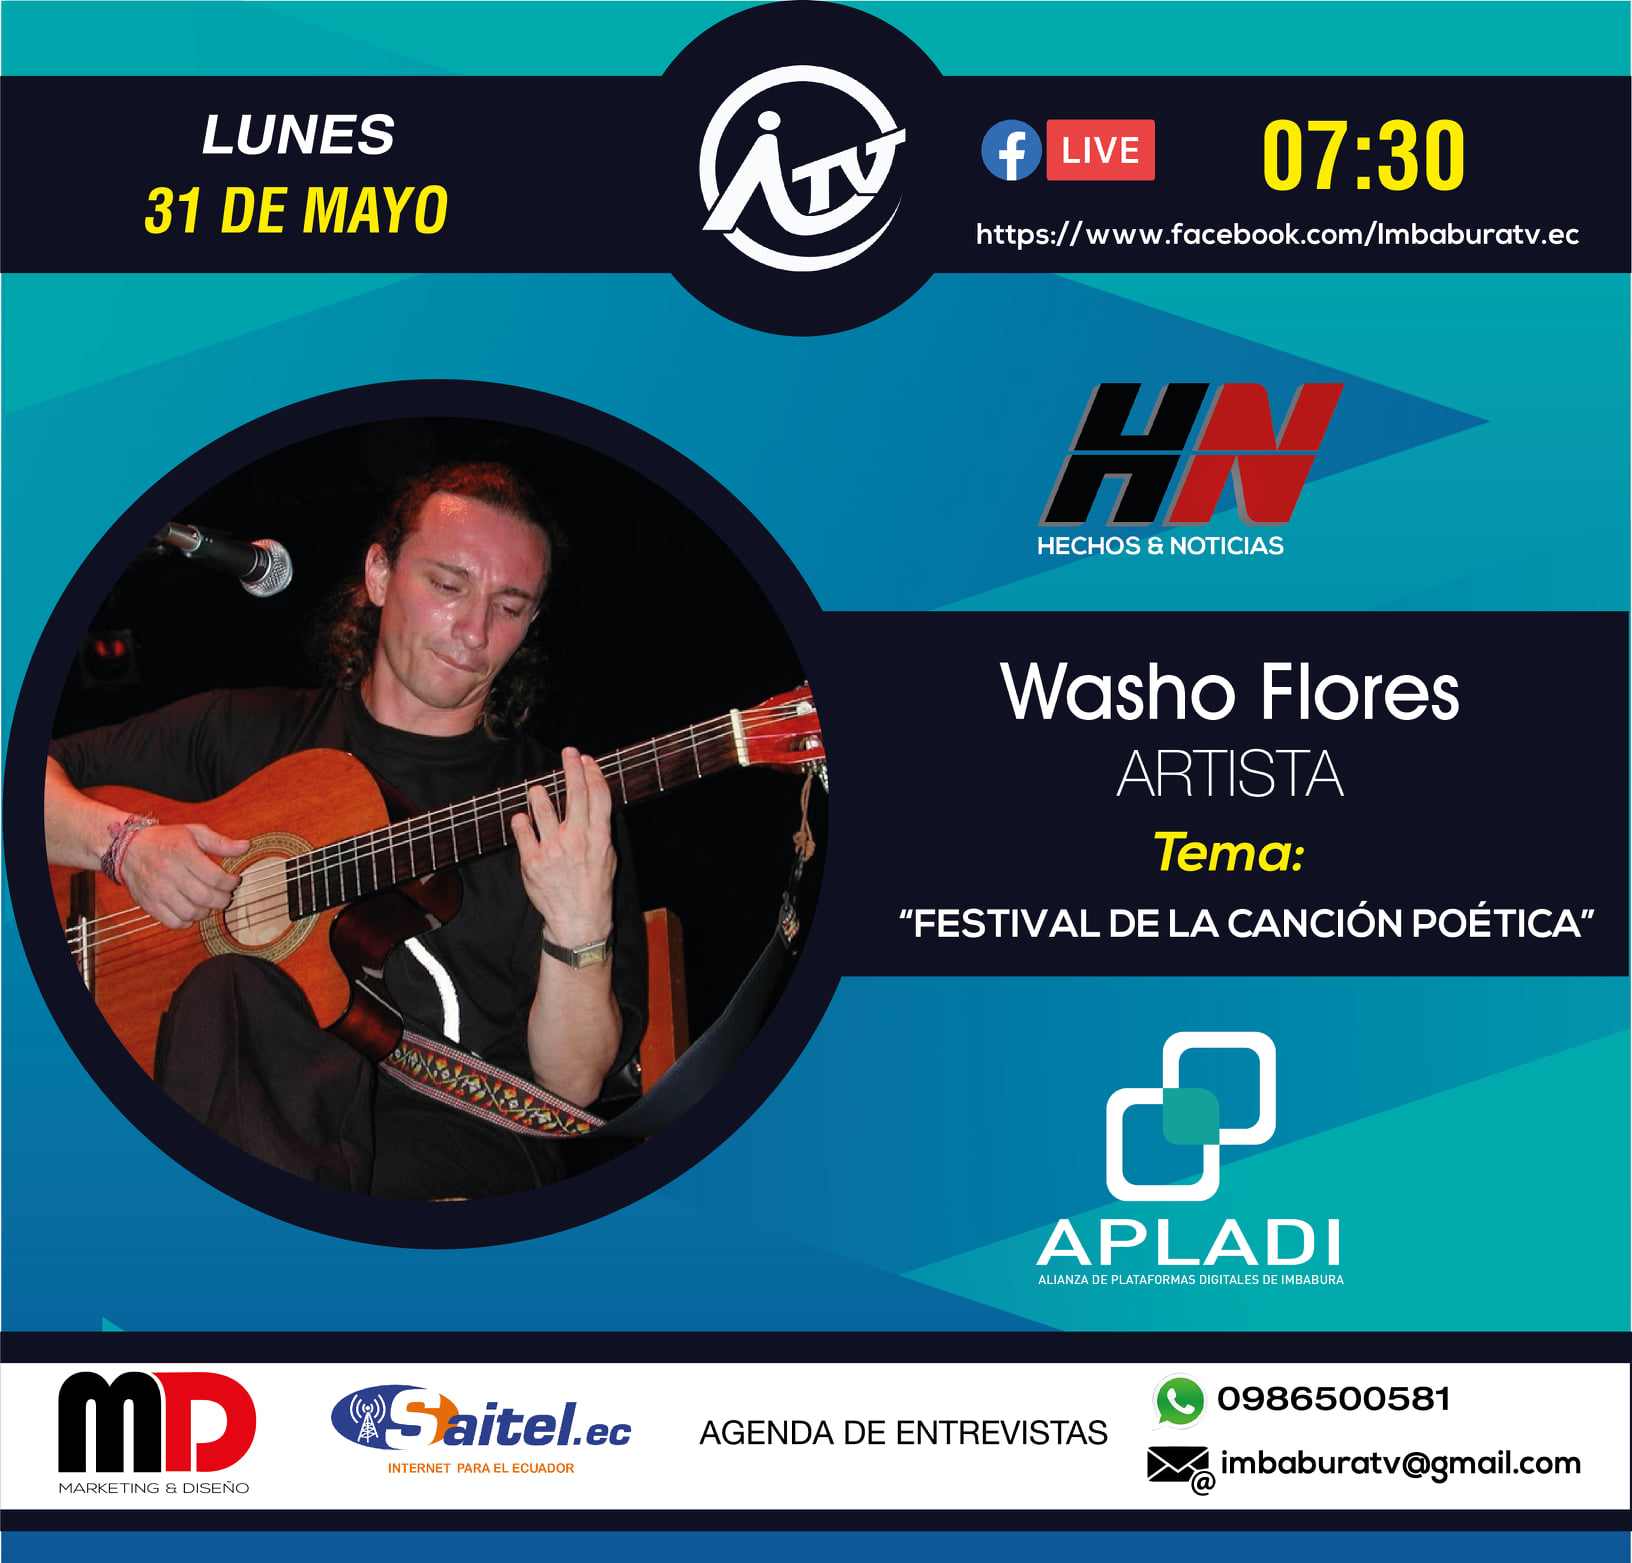 LUNES
31 DE MAYO
iTV
LIVE
07:30
https://www.facebook.com/Imbaburatv.ec
HN
HECHOS & NOTICIAS
Washo Flores
ARTISTA
Tema:
“FESTIVAL DE LA CANCIÓN POÉTICA”
APLADI
ALIANZA DE PLATAFORMAS DIGITALES DE IMBABURA
MD
MARKETING & DISEÑO
Saitel.ec
INTERNET PARA EL ECUADOR
AGENDA DE ENTREVISTAS
0986500581
@ imbaburatv@gmail.com